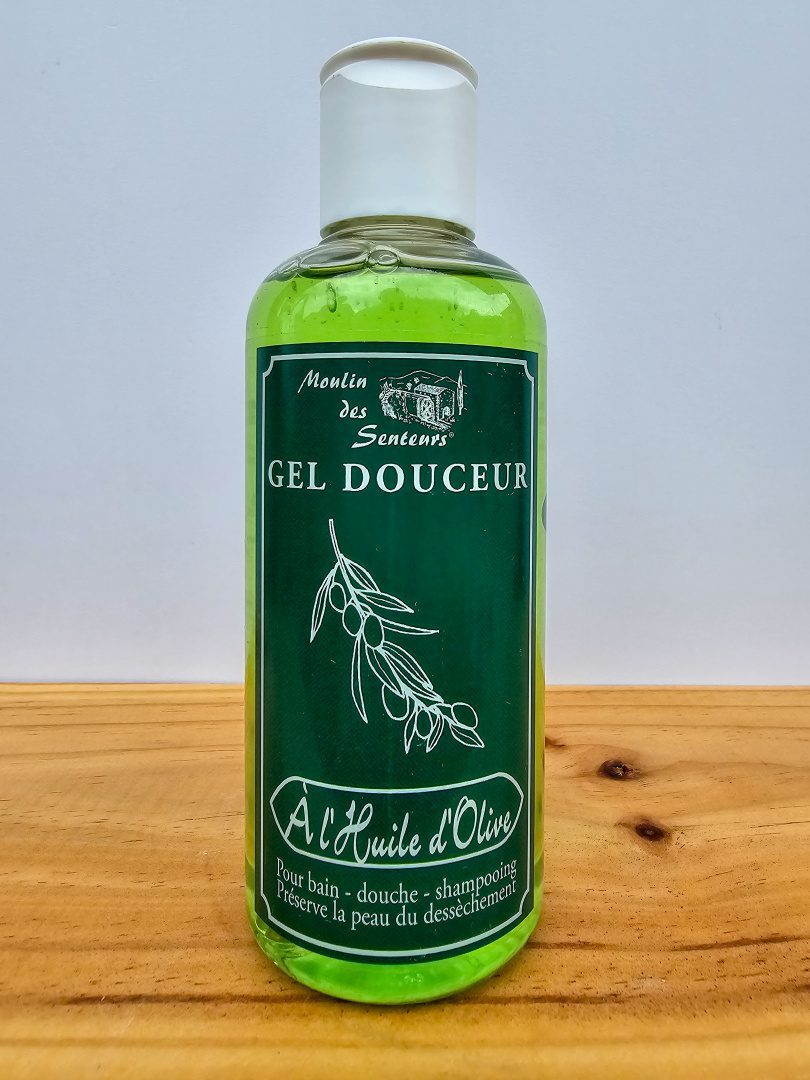 Moulin
des
Senteurs®
GEL DOUCEUR
À l'Huile d'Olive
Pour bain - douche - shampooing
Préserve la peau du dessèchement